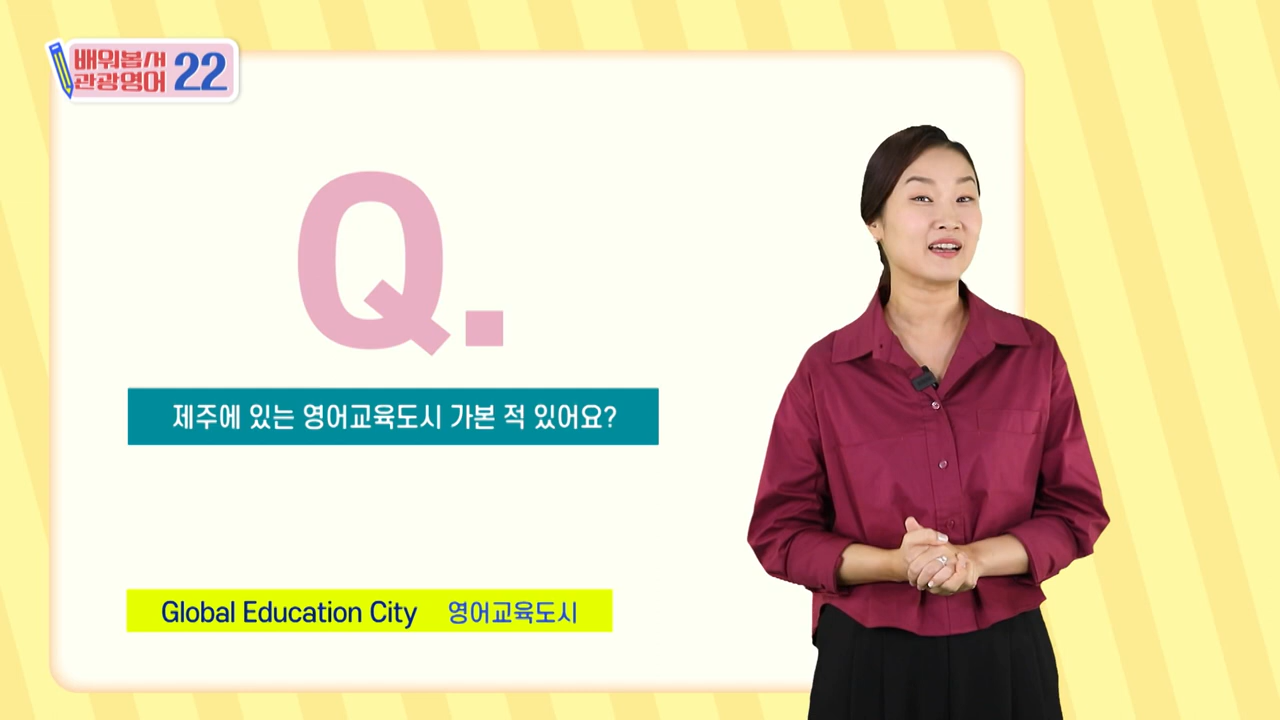 배워볼서
관광영어 22
Q.
제주에 있는 영어교육도시 가본 적 있어요?
Global Education City 영어교육도시